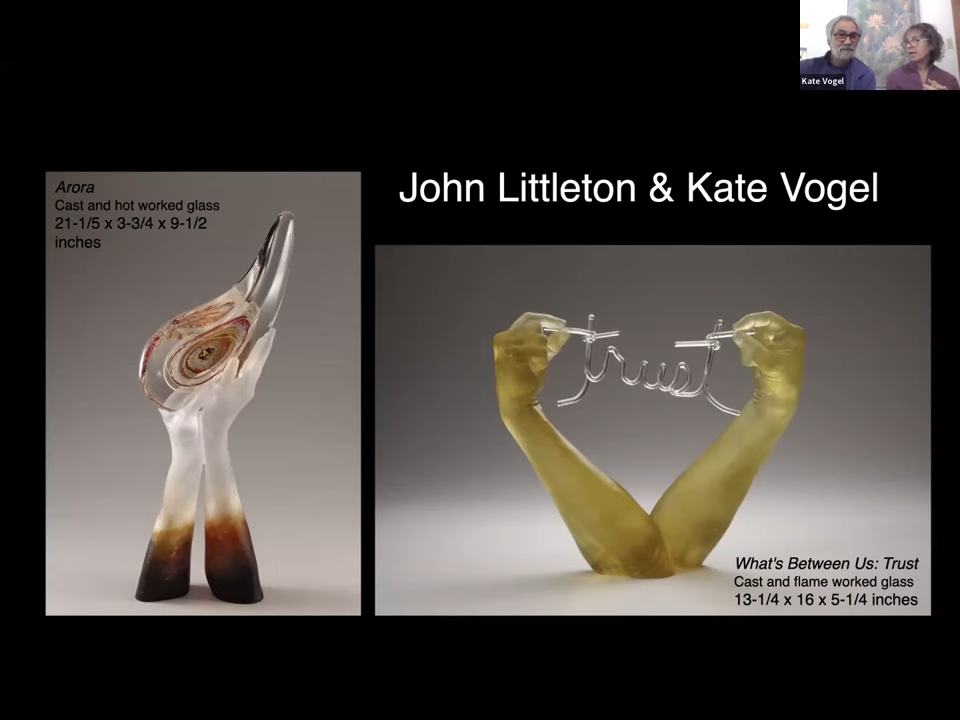 Kate Vogel
John Littleton & Kate Vogel
Arora
Cast and hot worked glass
21-1/5 x 3-3/4 x 9-1/2
inches
trust
What's Between Us: Trust
Cast and flame worked glass
13-1/4 x 16 x 5-1/4 inches